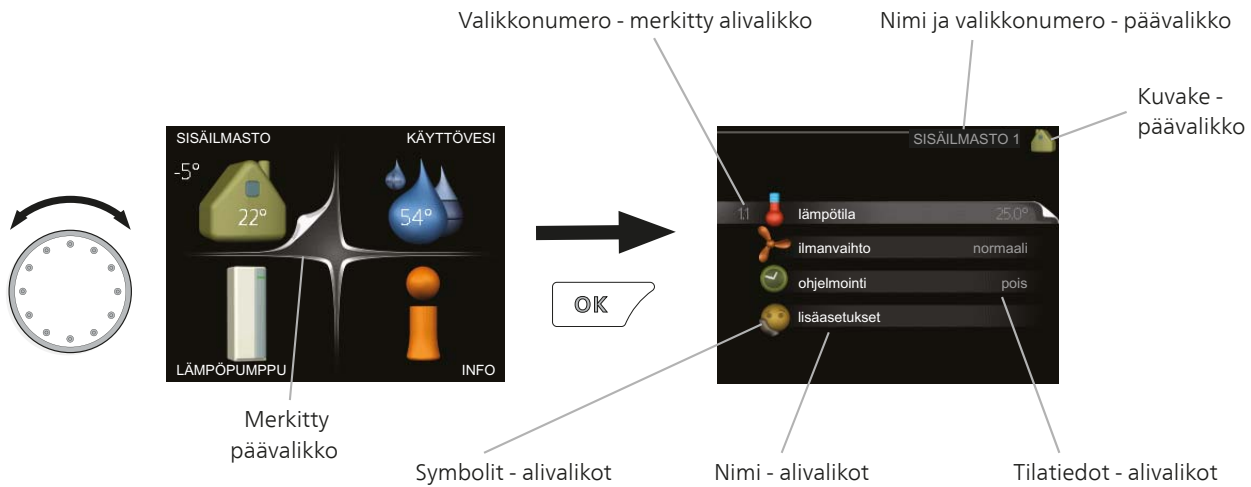 Valikkonumero - merkitty alivalikko
Nimi ja valikkonumero - päävalikko
Kuvake -
päävalikko
SISÄILMASTO
KÄYTTÖVESI
-5°
22°
54°
LÄMPÖPUMPPU
INFO
OK
SISÄILMASTO 1
1.1
lämpötila
25.0°
ilmanvaihto
normaali
ohjelmointi
pois
lisäasetukset
Merkitty
päävalikko
Symbolit - alivalikot
Nimi - alivalikot
Tilatiedot - alivalikot